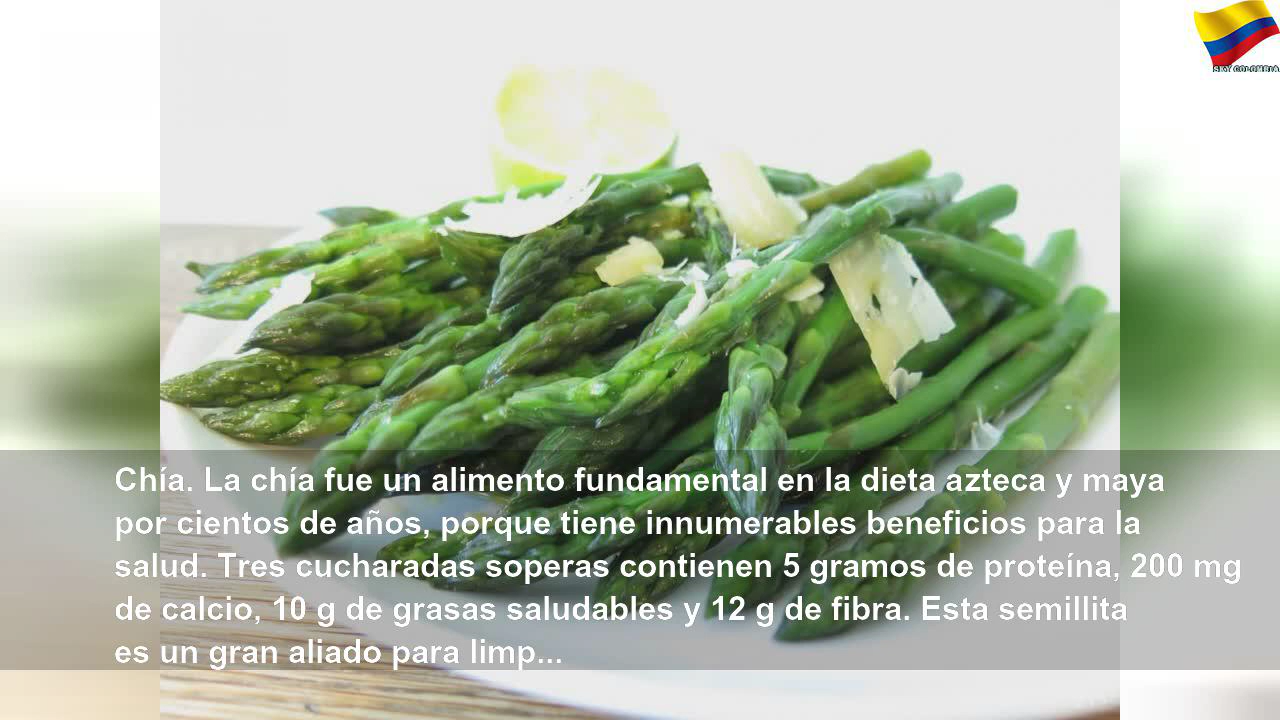 SKY COLOMBIA
Chía. La chía fue un alimento fundamental en la dieta azteca y maya
por cientos de años, porque tiene innumerables beneficios para la
salud. Tres cucharadas soperas contienen 5 gramos de proteína, 200 mg
de calcio, 10 g de grasas saludables y 12 g de fibra. Esta semillita
es un gran aliado para limp...